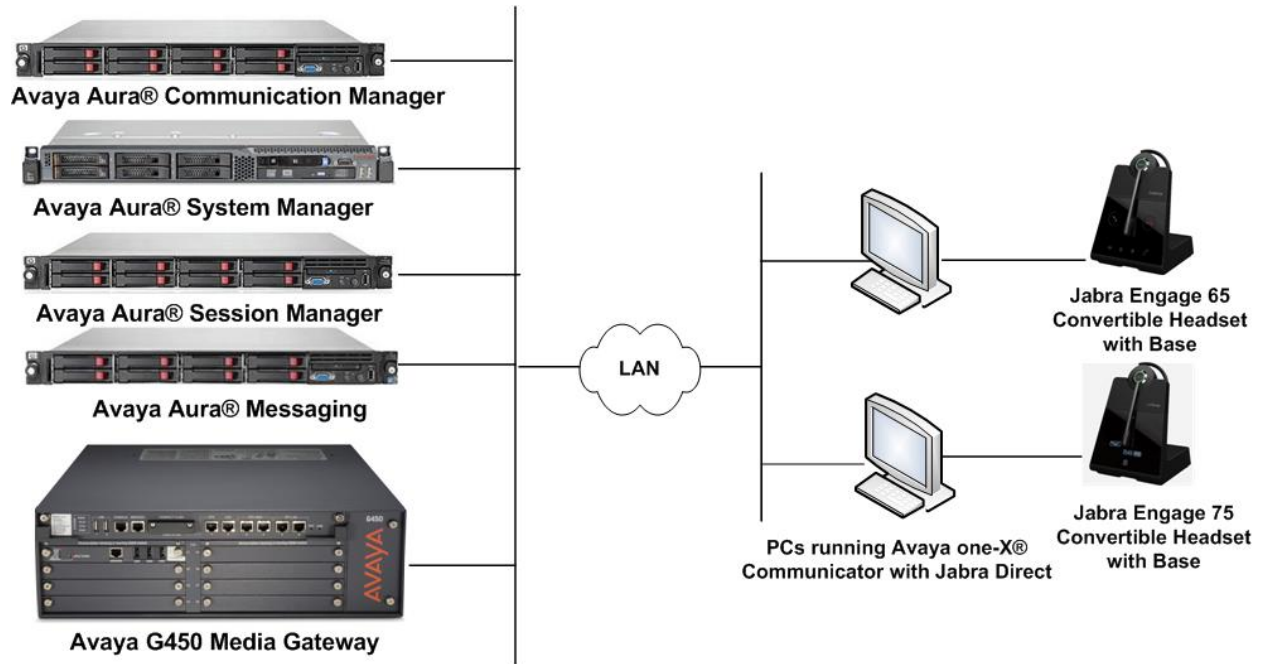 Avaya Aura® Communication Manager
Avaya Aura® System Manager
Avaya Aura® Session Manager
Avaya Aura® Messaging
G450
AVAYA
Avaya G450 Media Gateway
LAN
PCs running Avaya one-X®
Communicator with Jabra Direct
Jabra Engage 65
Convertible Headset
with Base
Jabra Engage 75
Convertible Headset
with Base